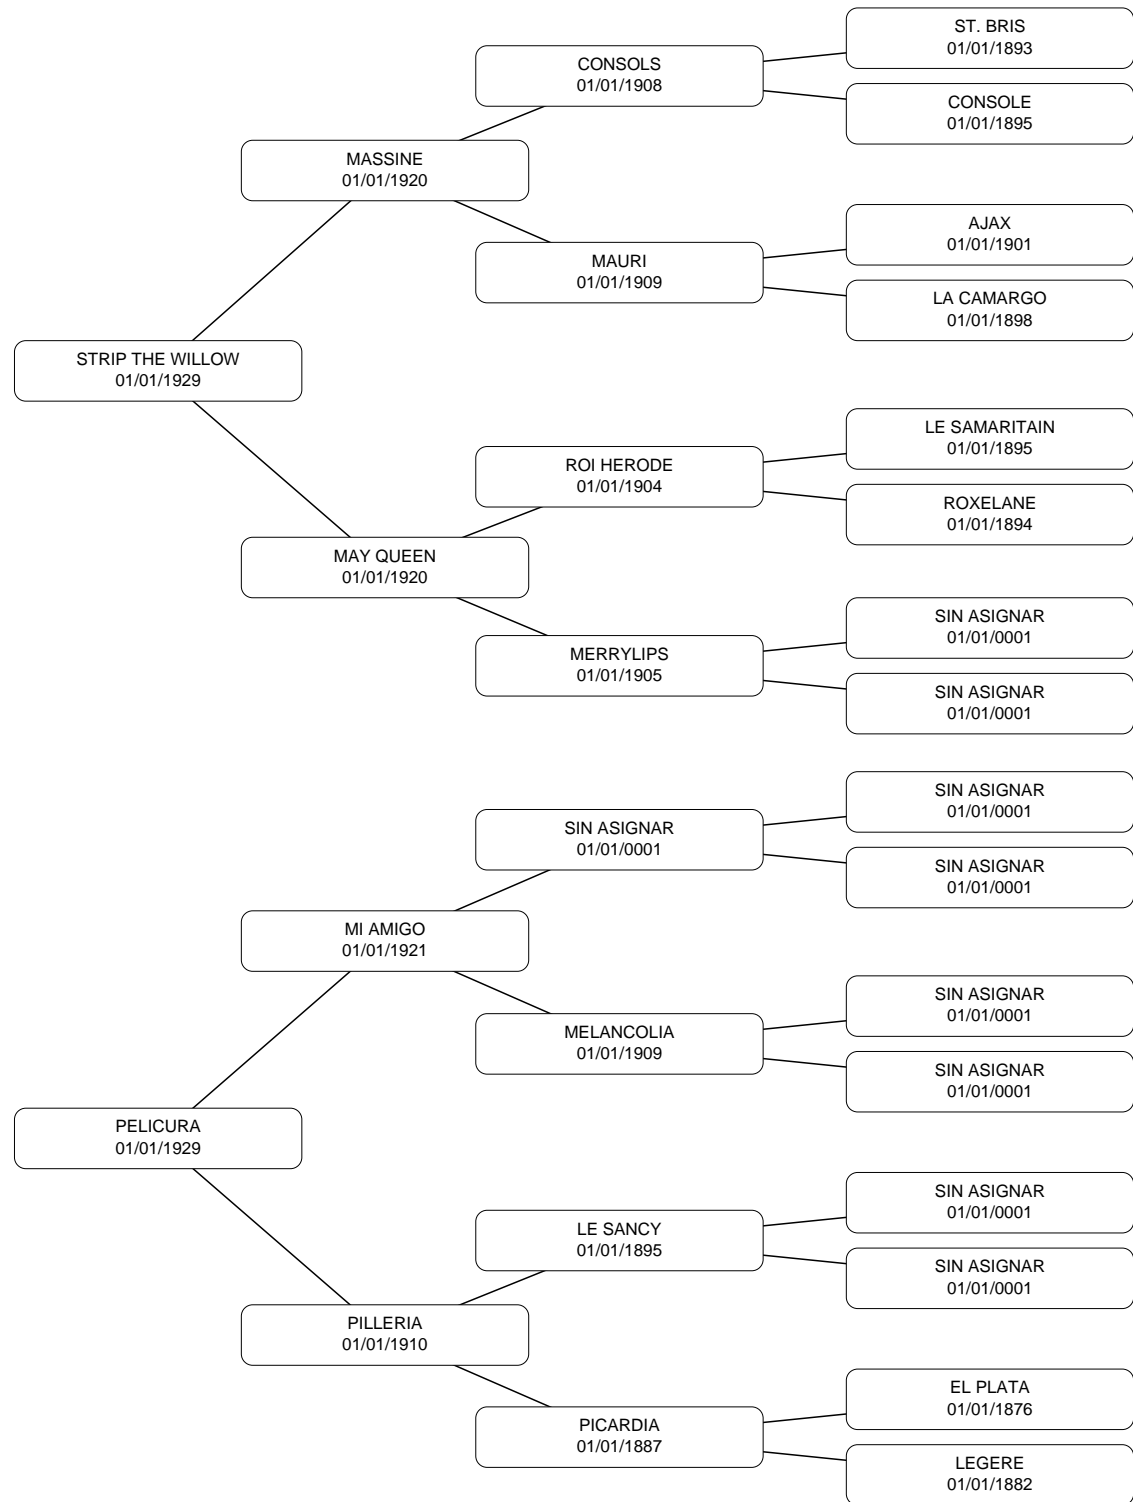 ST. BRIS
01/01/1893
CONSOLS
01/01/1908
CONSOLE
01/01/1895
MASSINE
01/01/1920
AJAX
01/01/1901
MAURI
01/01/1909
LA CAMARGO
01/01/1898
STRIP THE WILLOW
01/01/1929
LE SAMARITAIN
01/01/1895
ROI HERODE
01/01/1904
ROXELANE
01/01/1894
MAY QUEEN
01/01/1920
SIN ASIGNAR
01/01/0001
MERRYLIPS
01/01/1905
SIN ASIGNAR
01/01/0001
SIN ASIGNAR
01/01/0001
SIN ASIGNAR
01/01/0001
SIN ASIGNAR
01/01/0001
MI AMIGO
01/01/1921
SIN ASIGNAR
01/01/0001
MELANCOLIA
01/01/1909
SIN ASIGNAR
01/01/0001
PELICURA
01/01/1929
SIN ASIGNAR
01/01/0001
LE SANCY
01/01/1895
SIN ASIGNAR
01/01/0001
PILLERIA
01/01/1910
EL PLATA
01/01/1876
PICARDIA
01/01/1887
LEGERE
01/01/1882